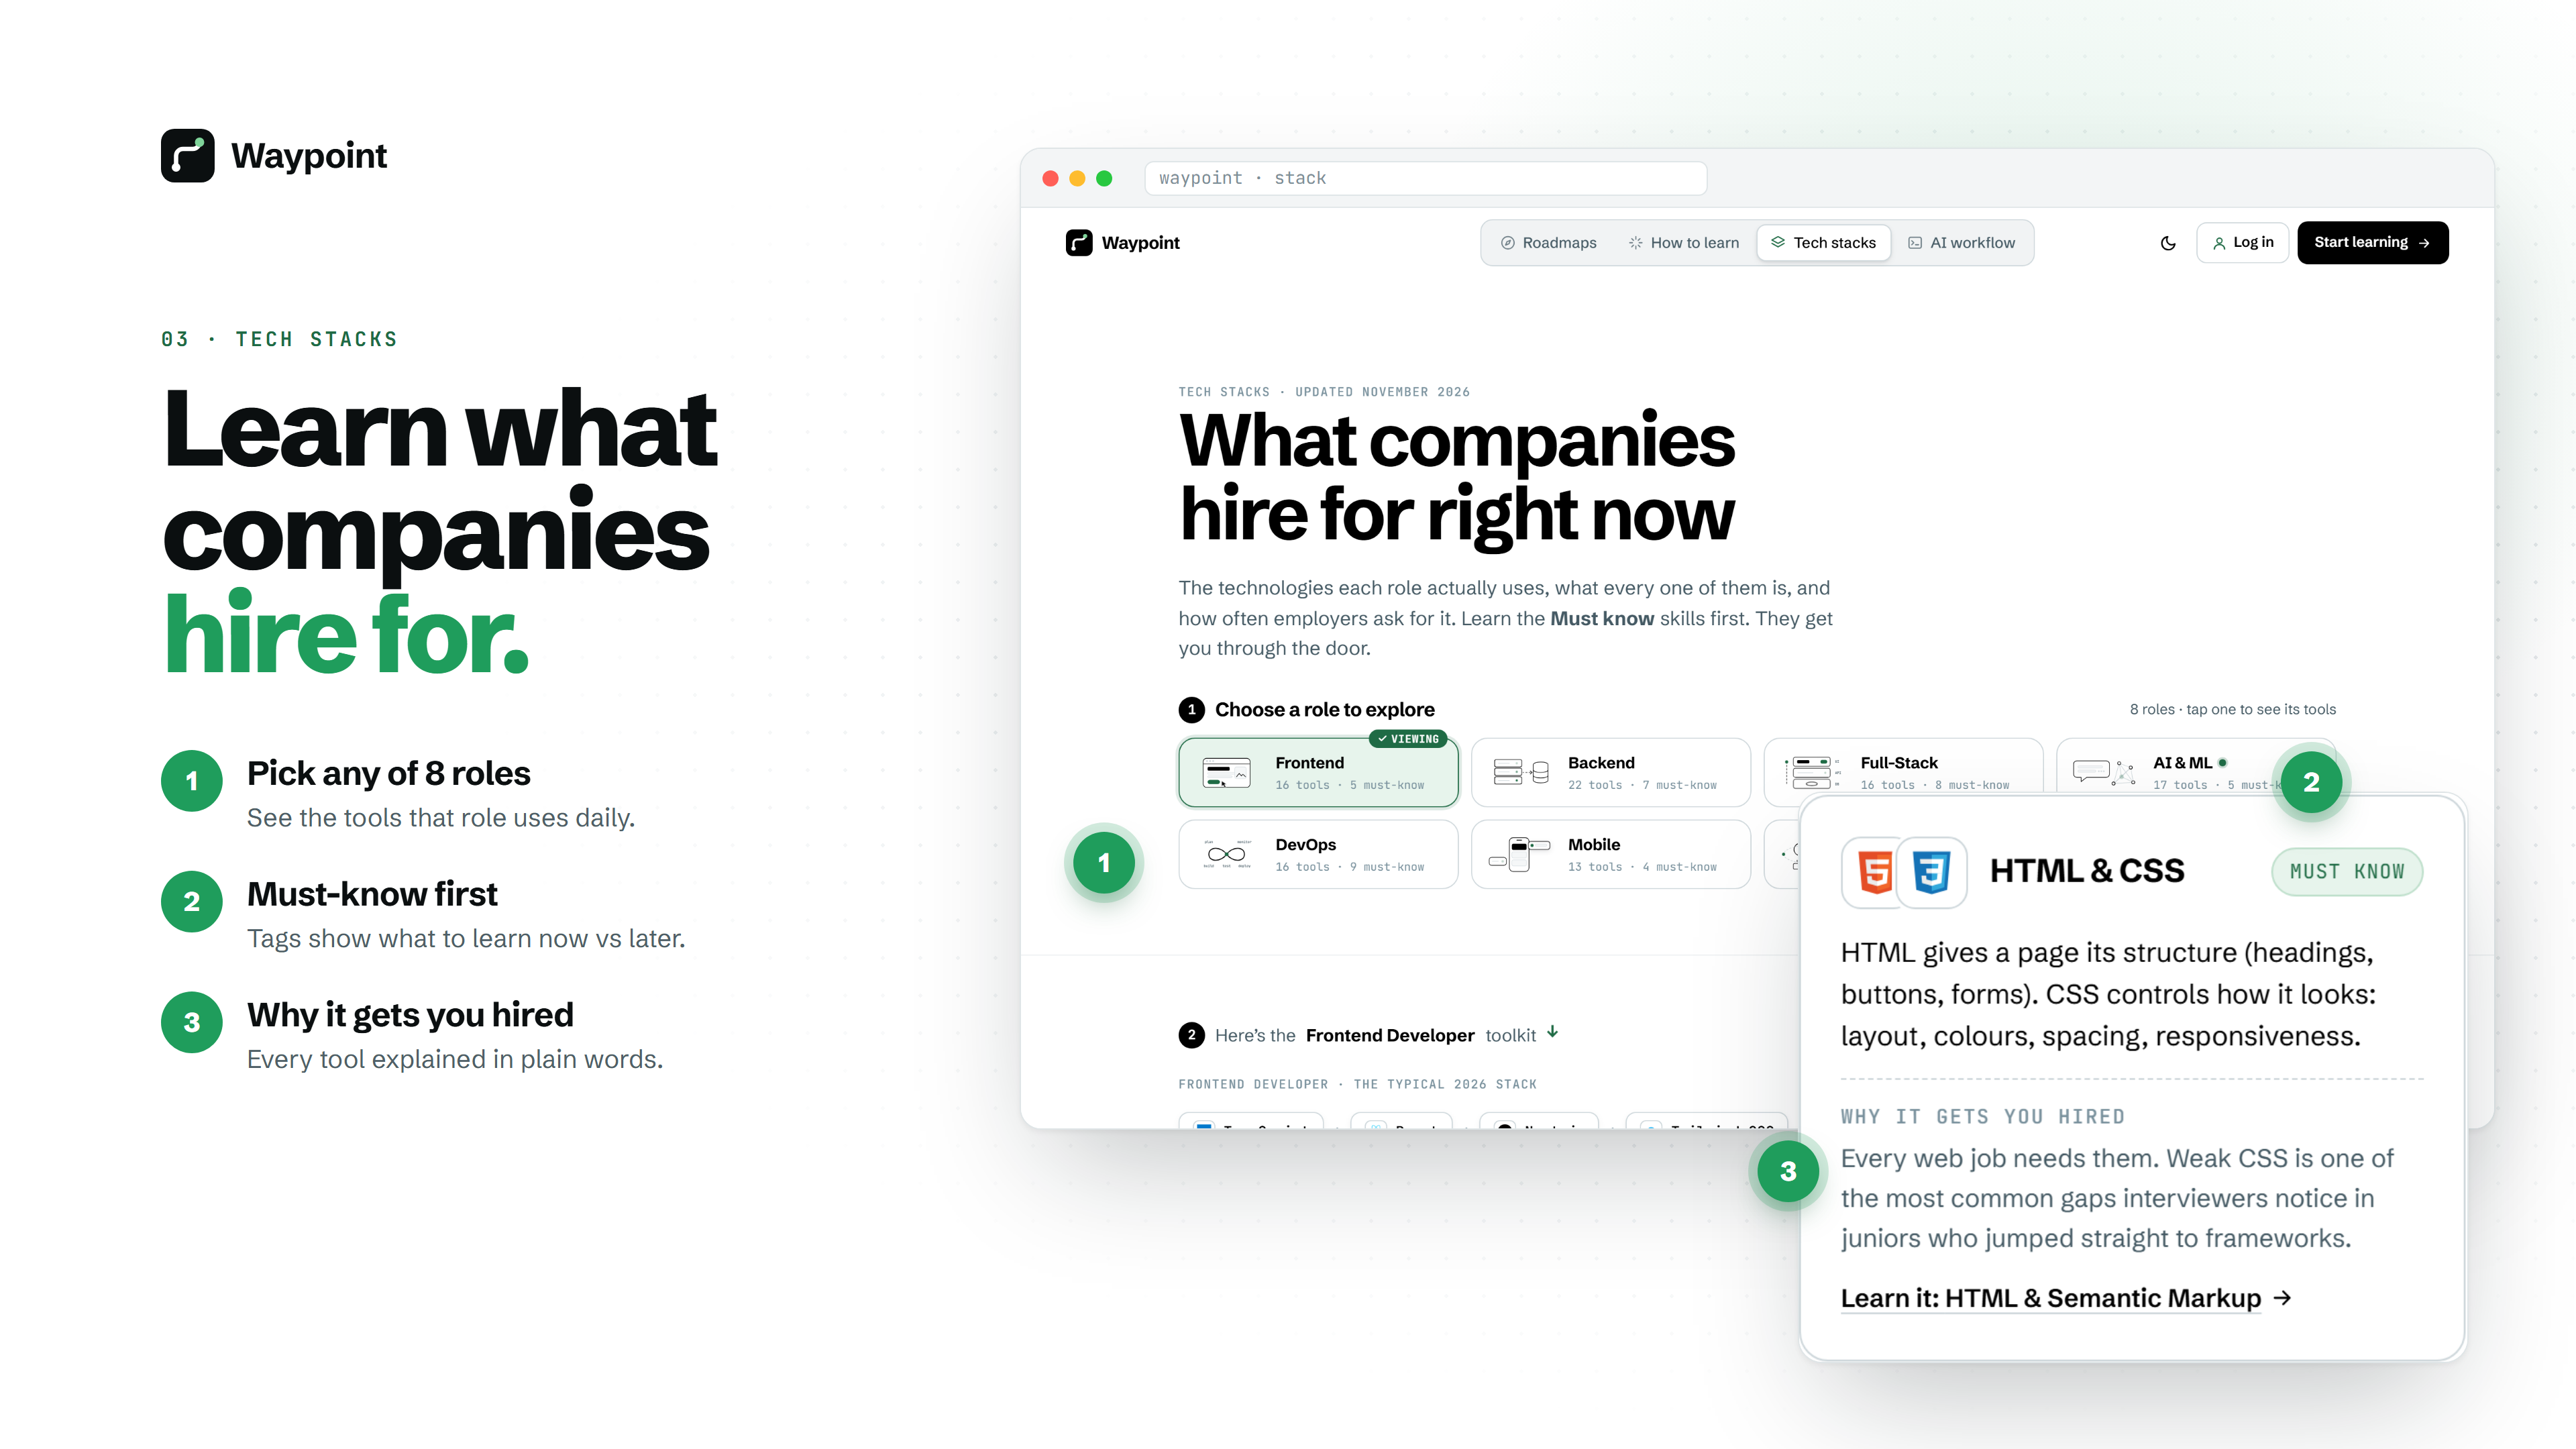 Waypoint
03 · TECH STACKS
Learn what
companies
hire for.
1
Pick any of 8 roles
See the tools that role uses daily.
2
Must-know first
Tags show what to learn now vs later.
3
Why it gets you hired
Every tool explained in plain words.
waypoint · stack
Waypoint
Roadmaps
How to learn
Tech stacks
AI workflow
Log in
Start learning →
TECH STACKS · UPDATED NOVEMBER 2026
What companies
hire for right now
The technologies each role actually uses, what every one of them is, and
how often employers ask for it. Learn the Must know skills first. They get
you through the door.
1 Choose a role to explore
8 roles · tap one to see its tools
VIEWING
Frontend
16 tools · 5 must-know
Backend
22 tools · 7 must-know
Full-Stack
16 tools · 8 must-know
AI & ML
17 tools · 5
2
DevOps
16 tools · 9 must-know
Mobile
13 tools · 4 must-know
1
2 Here's the Frontend Developer toolkit ↓
FRONTEND DEVELOPER · THE TYPICAL 2026 STACK
HTML & CSS
MUST KNOW
HTML gives a page its structure (headings,
buttons, forms). CSS controls how it looks:
layout, colours, spacing, responsiveness.
WHY IT GETS YOU HIRED
3
Every web job needs them. Weak CSS is one of
the most common gaps interviewers notice in
juniors who jumped straight to frameworks.
Learn it: HTML & Semantic Markup →